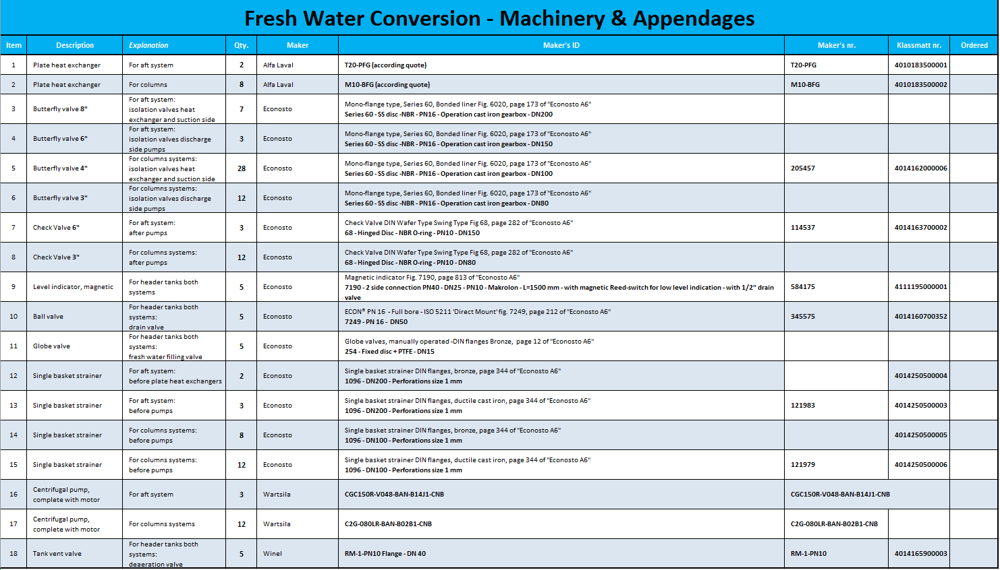 Fresh Water Conversion - Machinery & Appendages
Item Description Explanation Qty. Maker Maker's ID Maker's nr. Klassmatt nr. Ordered
1 Plate heat exchanger For aft system 2 Alfa Laval T20-PFG (according quote) T20-PFG 4010183500001
2 Plate heat exchanger For columns 8 Alfa Laval M10-BFG (according quote) M10-BFG 4010183500002
For aft system:
Mono-flange type, Series 60, Bonded liner Fig. 6020, page 173 of "Econosto A6"
3 Butterfly valve 8" isolation valves heat 7 Econosto
Series 60 - SS disc -NBR - PN16 - Operation cast iron gearbox - DN200
exchanger and suction side
For aft system:
Mono-flange type, Series 60, Bonded liner Fig. 6020, page 173 of "Econosto A6"
4 Butterfly valve 6" isolation valves discharge 3 Econosto
Series 60 - SS disc -NBR - PN16 - Operation cast iron gearbox - DN150
side pumps
For columns systems:
Mono-flange type, Series 60, Bonded liner Fig. 6020, page 173 of "Econosto A6"
5 Butterfly valve 4" isolation valves heat 28 Econosto 205457 4014162000006
Series 60 - SS disc -NBR - PN16 - Operation cast iron gearbox - DN100
exchanger and suction side
For columns systems:
Mono-flange type, Series 60, Bonded liner Fig. 6020, page 173 of "Econosto A6"
6 Butterfly valve 3" isolation valves discharge 12 Econosto
Series 60 - SS disc -NBR - PN16 - Operation cast iron gearbox - DN80
side pumps
For aft system: Check Valve DIN Wafer Type Swing Type Fig 68, page 282 of "Econosto A6"
7 Check Valve 6" 3 Econosto 114537 4014163700002
after pumps 68 - Hinged Disc - NBR O-ring - PN10 - DN150
For columns systems: Check Valve DIN Wafer Type Swing Type Fig 68, page 282 of "Econosto A6"
8 Check Valve 3" 12 Econosto
after pumps 68 - Hinged Disc - NBR O-ring - PN10 - DN80
Magnetic indicator Fig. 7190, page 813 of "Econosto A6"
For header tanks both
9 Level indicator, magnetic 5 Econosto 7190 - 2 side connection PN40 - DN25 - PN10 - Makrolon - L=1500 mm - with magnetic Reed-switch for low level indication - with 1/2" drain 584175 4111195000001
systems
valve
For header tanks both
ECON® PN 16 - Full bore - ISO 5211 'Direct Mount' fig. 7249, page 212 of "Econosto A6"
10 Ball valve systems: 5 Econosto 345575 4014160700352
7249 - PN 16 - DN50
drain valve
For header tanks both
Globe valves, manually operated -DIN flanges Bronze, page 12 of "Econosto A6"
11 Globe valve systems: 5 Econosto
254 - Fixed disc + PTFE - DN15
fresh water filling valve
For aft system: Single basket strainer DIN flanges, bronze, page 344 of "Econosto A6"
12 Single basket strainer 2 Econosto 4014250500004
before plate heat exchangers 1096 - DN200 - Perforations size 1 mm
For aft system: Single basket strainer DIN flanges, ductile cast iron, page 344 of "Econosto A6"
13 Single basket strainer 3 Econosto 121983 4014250500003
before pumps 1096 - DN200 - Perforations size 1 mm
For columns systems: Single basket strainer DIN flanges, bronze, page 344 of "Econosto A6"
14 Single basket strainer 8 Econosto 4014250500005
before pumps 1096 - DN100 - Perforations size 1 mm
For columns systems: Single basket strainer DIN flanges, ductile cast iron, page 344 of "Econosto A6"
15 Single basket strainer 12 Econosto 121979 4014250500006
before pumps 1096 - DN100 - Perforations size 1 mm
Centrifugal pump,
16 For aft system 3 Wartsila CGC150R-V048-BAN-B14J1-CNB CGC150R-V048-BAN-B14J1-CNB
complete with motor
Centrifugal pump,
17 For columns systems 12 Wartsila C2G-080LR-BAN-B02B1-CNB C2G-080LR-BAN-B02B1-CNB
complete with motor
For header tanks both
18 Tank vent valve systems: 5 Winel RM-1-PN10 Flange - DN 40 RM-1-PN10 4014165900003
deaeration valve